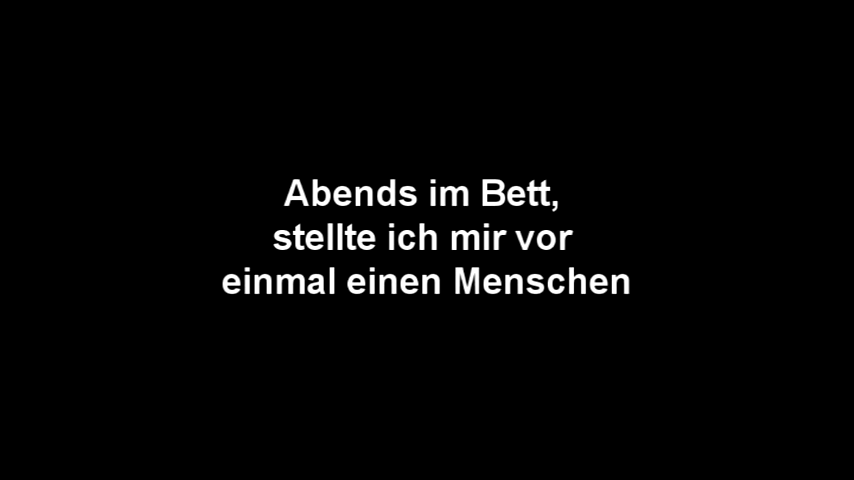 Abends im Bett,
stellte ich mir vor
einmal einen Menschen